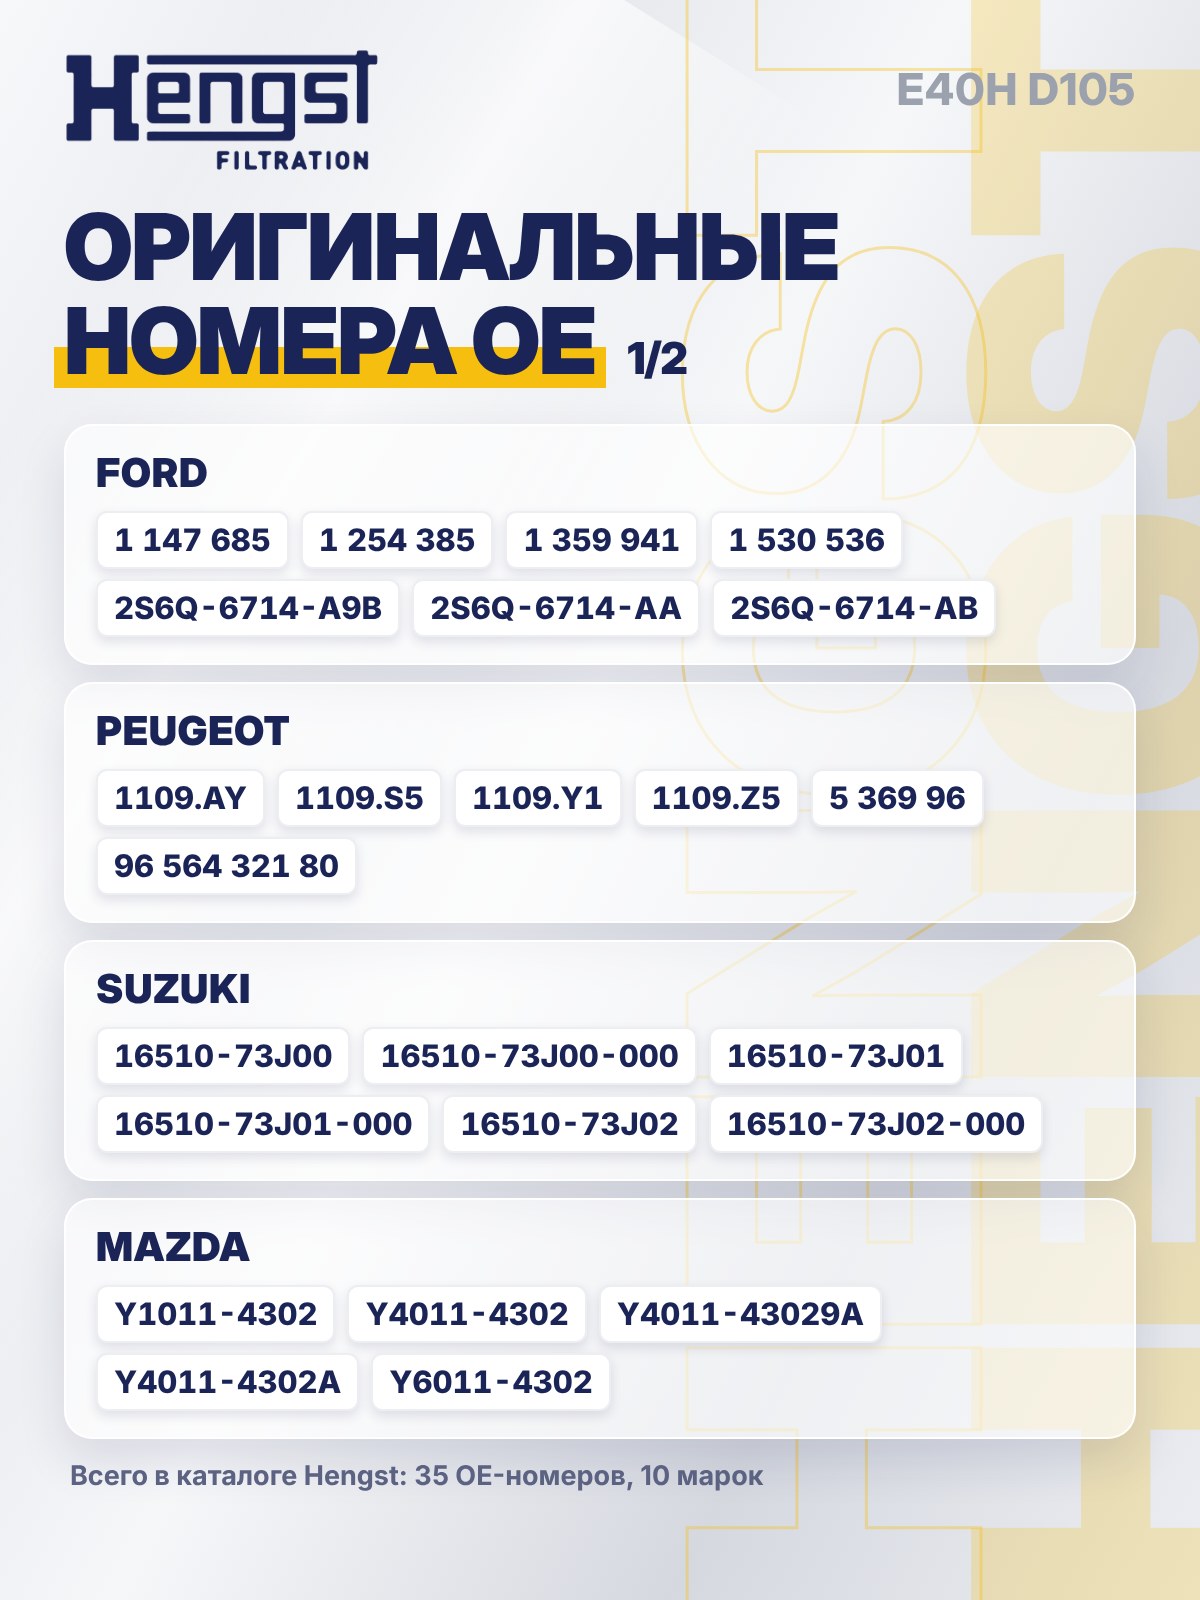 Hengst
FILTRATION
E40H D105
ОРИГИНАЛЬНЫЕ
НОМЕРА OE 1/2
FORD
1 147 685 1 254 385 1 359 941 1 530 536
2S6Q-6714-A9B 2S6Q-6714-AA 2S6Q-6714-AB
PEUGEOT
1109.AY 1109.S5 1109.Y1 1109.Z5 5 369 96
96 564 321 80
SUZUKI
16510-73J00 16510-73J00-000 16510-73J01
16510-73J01-000 16510-73J02 16510-73J02-000
MAZDA
Y1011-4302 Y4011-4302 Y4011-43029A
Y4011-4302A Y6011-4302
Всего в каталоге Hengst: 35 OE-номеров, 10 марок
HENGST
HENGST